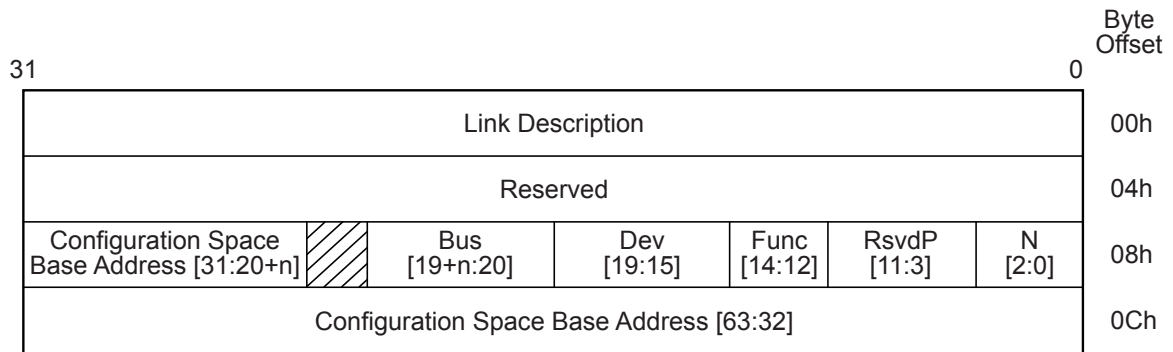 Byte
Offset
31 0
Link Description 00h
Reserved 04h
Configuration Space Bus Dev Func RsvdP N
Base Address [31:20+n] [19+n:20] [19:15] [14:12] [11:3] [2:0] 08h
Configuration Space Base Address [63:32] 0Ch